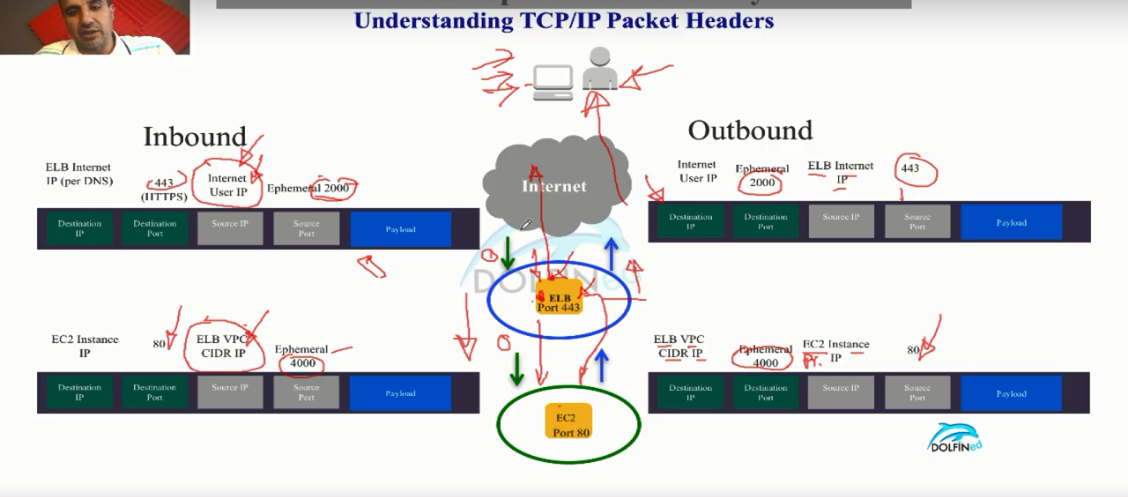 Understanding TCP/IP Packet Headers
Inbound
ELB Internet
IP (per DNS)
443
(HTTPS)
Internet
User IP
Ephemeral 2000
Destination
IP
Destination
Port
Source IP
Source
Port
Payload
Internet
Outbound
Internet
User IP
Ephemeral
2000
ELB Internet
IP
443
Destination
IP
Destination
Port
Source IP
Source
Port
Payload
ELB
Port 443
EC2 Instance
IP
80
ELB VPC
CIDR IP
Ephemeral
4000
Destination
IP
Destination
Port
Source IP
Source
Port
Payload
EC2
Port 80
ELB VPC
CIDR IP
Ephemeral
4000
EC2 Instance
Pr. IP
80
Destination
IP
Destination
Port
Source IP
Source
Port
Payload
DOLFINed